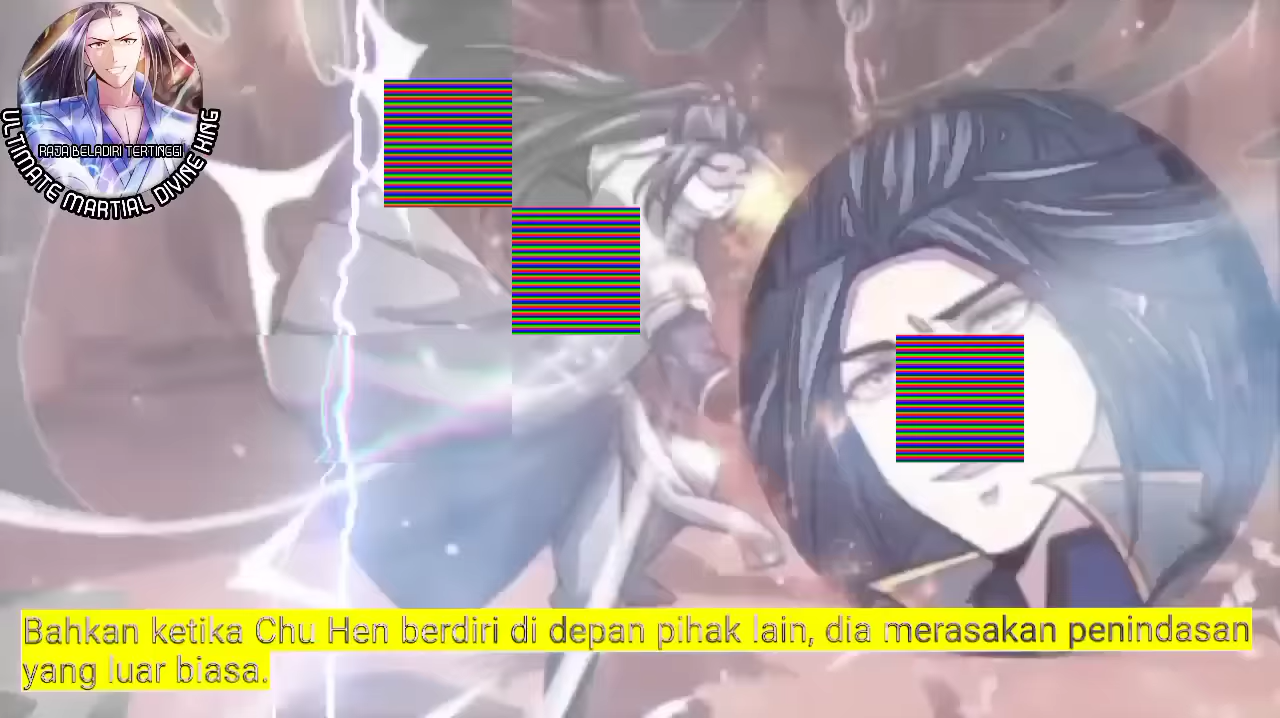 RAJA BELADIRI TERTINGGI
ULTIMATE MARTIAL DIVINE KING
Bahkan ketika Chu Hen berdiri di depan pihak lain, dia merasakan penindasan
yang luar biasa.